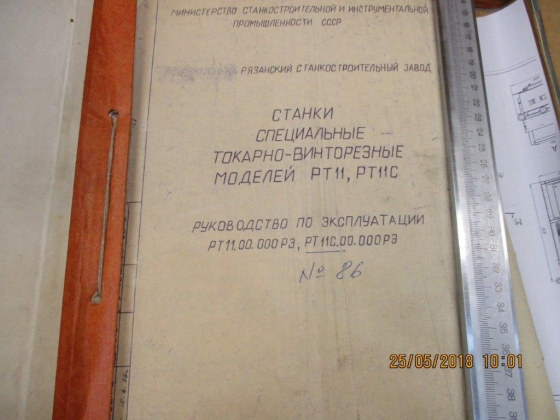 МИНИСТЕРСТВО СТАНКОСТРОИТЕЛЬНОЙ И ИНСТРУМЕНТАЛЬНОЙ
ПРОМЫШЛЕННОСТИ СССР
РЯЗАНСКИЙ СТАНКОСТРОИТЕЛЬНЫЙ ЗАВОД
СТАНКИ
СПЕЦИАЛЬНЫЕ
ТОКАРНО-ВИНТОРЕЗНЫЕ
МОДЕЛЕЙ РТ11, РТ11С
РУКОВОДСТВО ПО ЭКСПЛУАТАЦИИ
РТ11.00.000РЭ, РТ11С.00.000РЭ
№ 86
25/05/2018 10:01